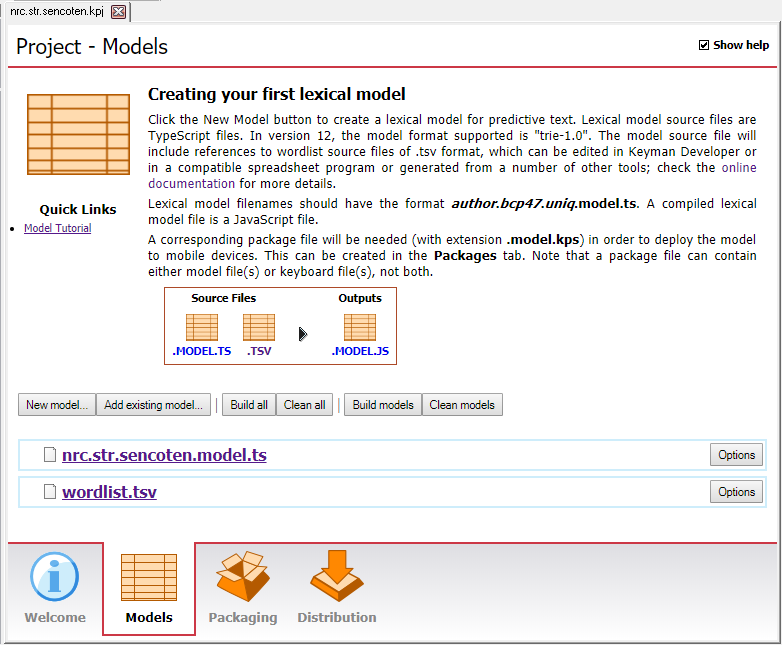 nrc.str.sencoten.kpj
Project - Models
Show help
Creating your first lexical model
Click the New Model button to create a lexical model for predictive text. Lexical model source files are
TypeScript files. In version 12, the model format supported is "trie-1.0". The model source file will
include references to wordlist source files of .tsv format, which can be edited in Keyman Developer or
in a compatible spreadsheet program or generated from a number of other tools; check the online
documentation for more details.
Quick Links
Model Tutorial
Lexical model filenames should have the format author.bcp47.uniq.model.ts. A compiled lexical
model file is a JavaScript file.
A corresponding package file will be needed (with extension .model.kps) in order to deploy the model
to mobile devices. This can be created in the Packages tab. Note that a package file can contain
either model file(s) or keyboard file(s), not both.
Source Files Outputs
.MODEL.TS .TSV .MODEL.JS
New model... Add existing model... Build all Clean all Build models Clean models
nrc.str.sencoten.model.ts Options
wordlist.tsv Options
Welcome Models Packaging Distribution